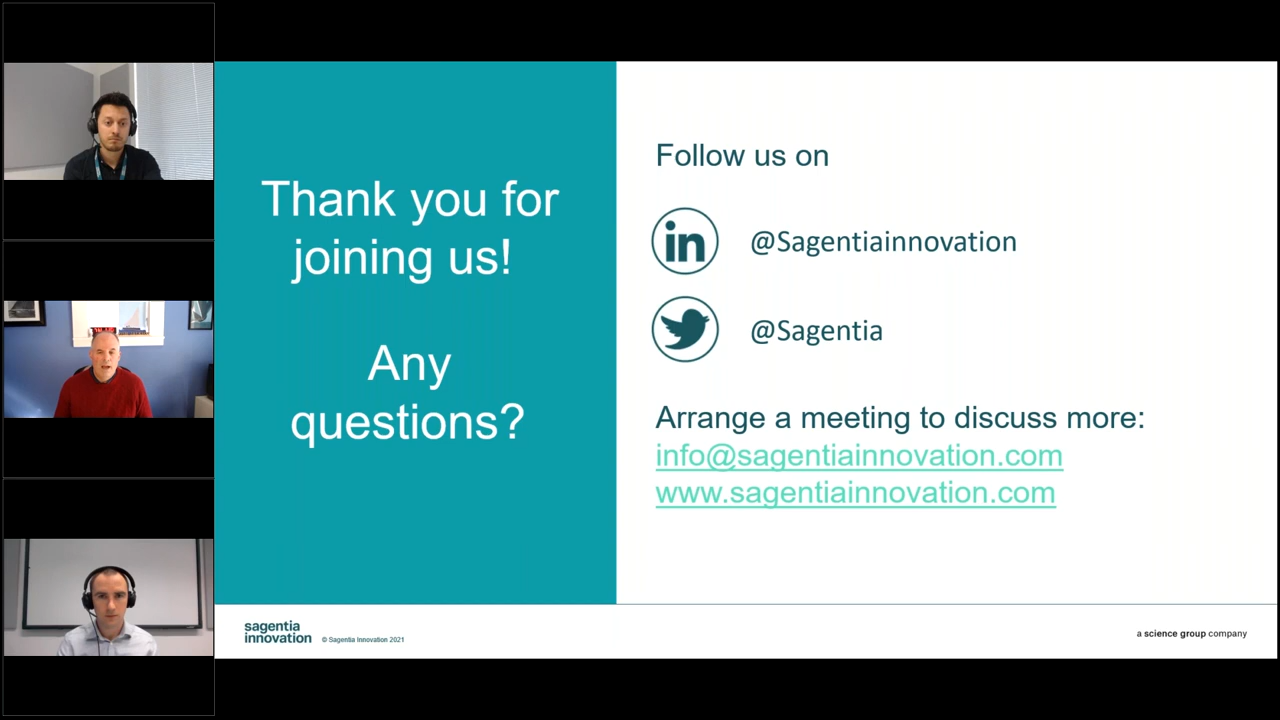 Thank you for
joining us!
Any
questions?
Follow us on
in
@Sagentiainnovation
@Sagentia
Arrange a meeting to discuss more:
info@sagentiainnovation.com
www.sagentiainnovation.com
sagentia
innovation
© Sagentia Innovation 2021
a science group company